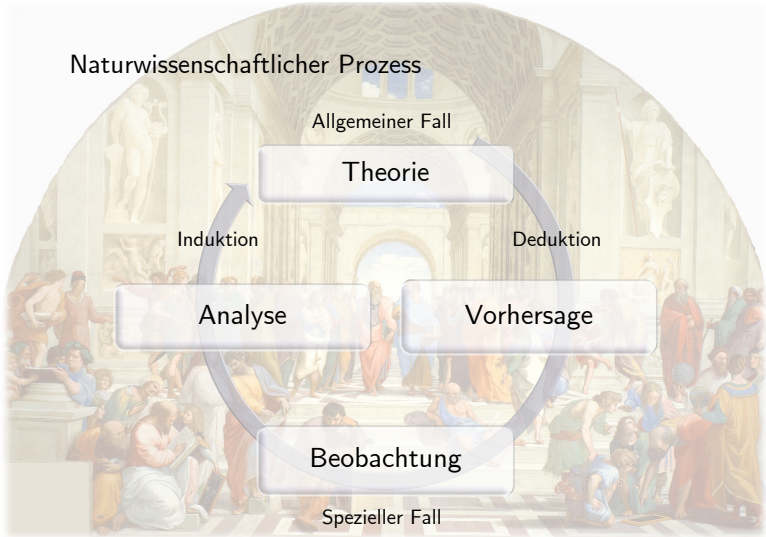 Naturwissenschaftlicher Prozess
Allgemeiner Fall
Theorie
Induktion
Deduktion
Analyse
Vorhersage
Beobachtung
Spezieller Fall